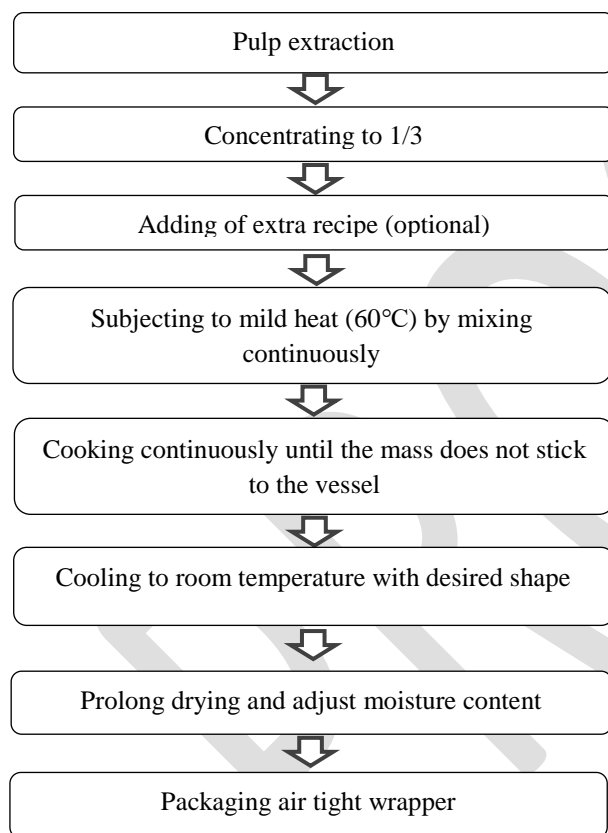 Pulp extraction
Concentrating to 1/3
Adding of extra recipe (optional)
Subjecting to mild heat (60°C) by mixing
continuously
Cooking continuously until the mass does not stick
to the vessel
Cooling to room temperature with desired shape
Prolong drying and adjust moisture content
Packaging air tight wrapper